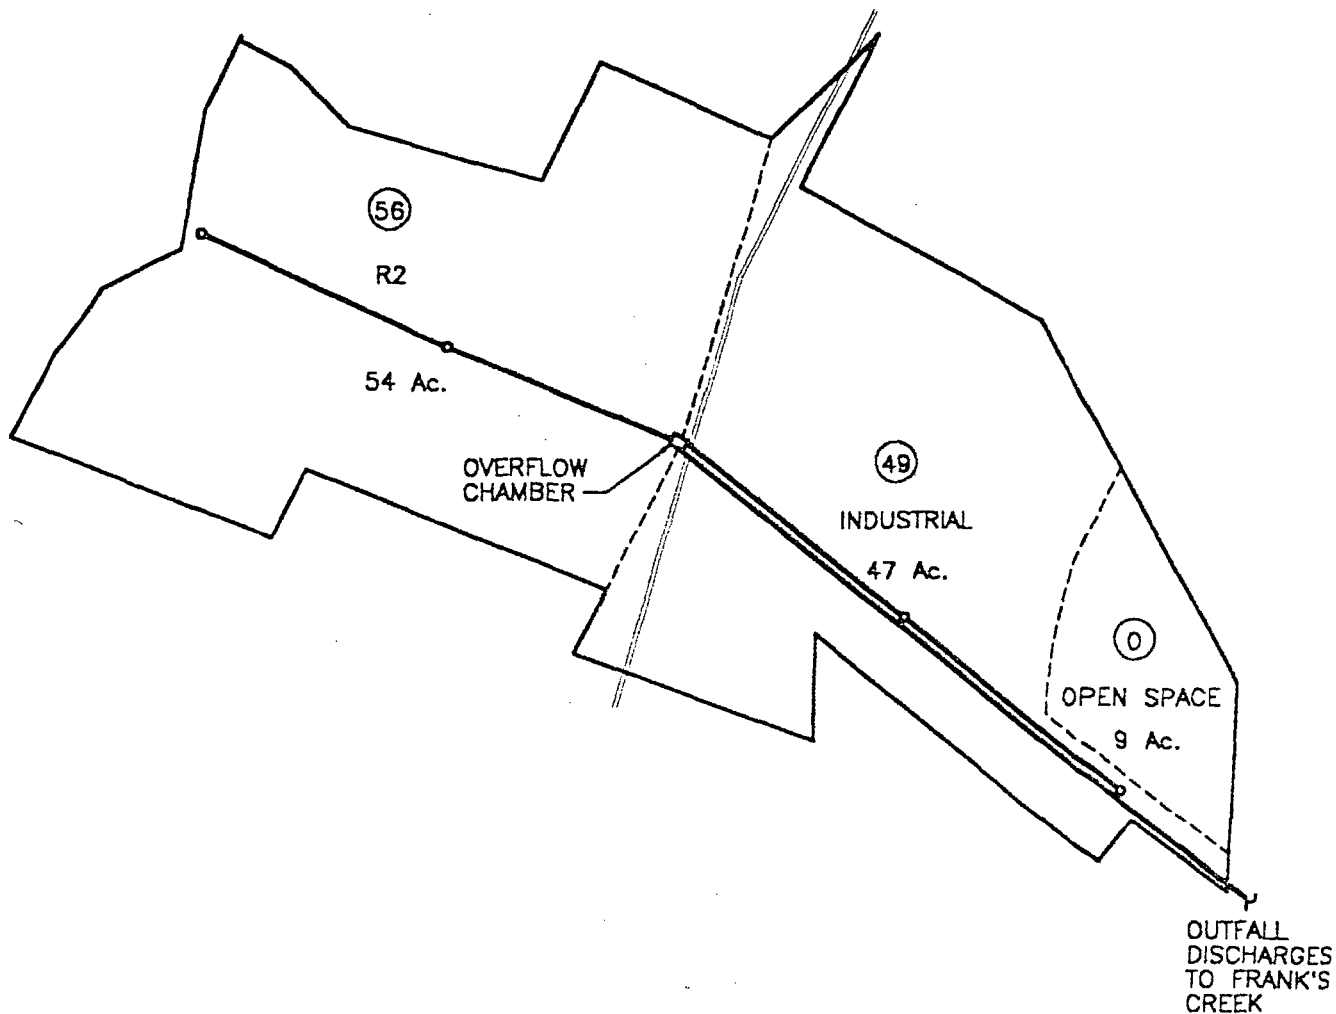 56
R2
54 Ac.
OVERFLOW
CHAMBER
49
INDUSTRIAL
47 Ac.
0
OPEN SPACE
9 Ac.
OUTFALL
DISCHARGES
TO FRANK'S
CREEK